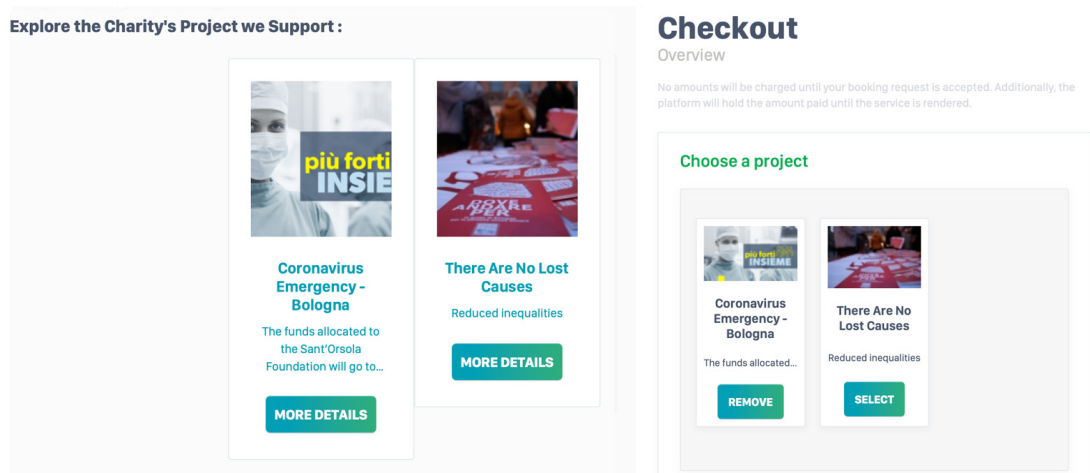 Explore the Charity's Project we Support :
più forti
INSIE
DOVE
ANDARE
PER
Coronavirus
Emergency -
Bologna
The funds allocated to
the Sant'Orsola
Foundation will go to...
MORE DETAILS
There Are No Lost
Causes
Reduced inequalities
MORE DETAILS
Checkout
Overview
No amounts will be charged until your booking request is accepted. Additionally, the
platform will hold the amount paid until the service is rendered.
Choose a project
più forti
INSIEME
Coronavirus
Emergency -
Bologna
The funds allocated...
REMOVE
There Are No
Lost Causes
Reduced inequalities
SELECT